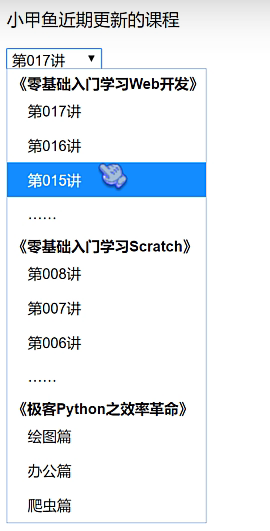 小甲鱼近期更新的课程
第017讲
《零基础入门学习Web开发》
第017讲
第016讲
第015讲
……
《零基础入门学习Scratch》
第008讲
第007讲
第006讲
……
《极客Python之效率革命》
绘图篇
办公篇
爬虫篇